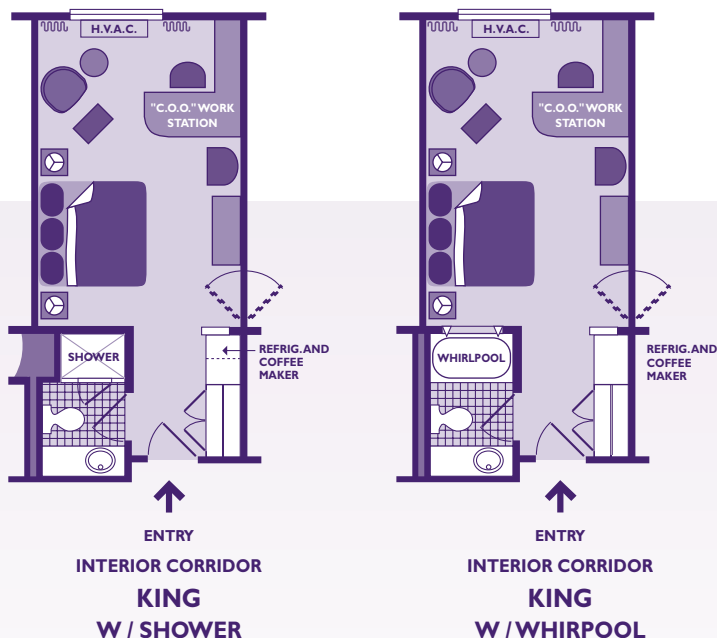 H.V.A.C.
"C.O.O." WORK
STATION
SHOWER
REFRIG.AND
COFFEE
MAKER
ENTRY
INTERIOR CORRIDOR
KING
W / SHOWER
H.V.A.C.
"C.O.O." WORK
STATION
WHIRLPOOL
REFRIG.AND
COFFEE
MAKER
ENTRY
INTERIOR CORRIDOR
KING
W / WHIRPOOL